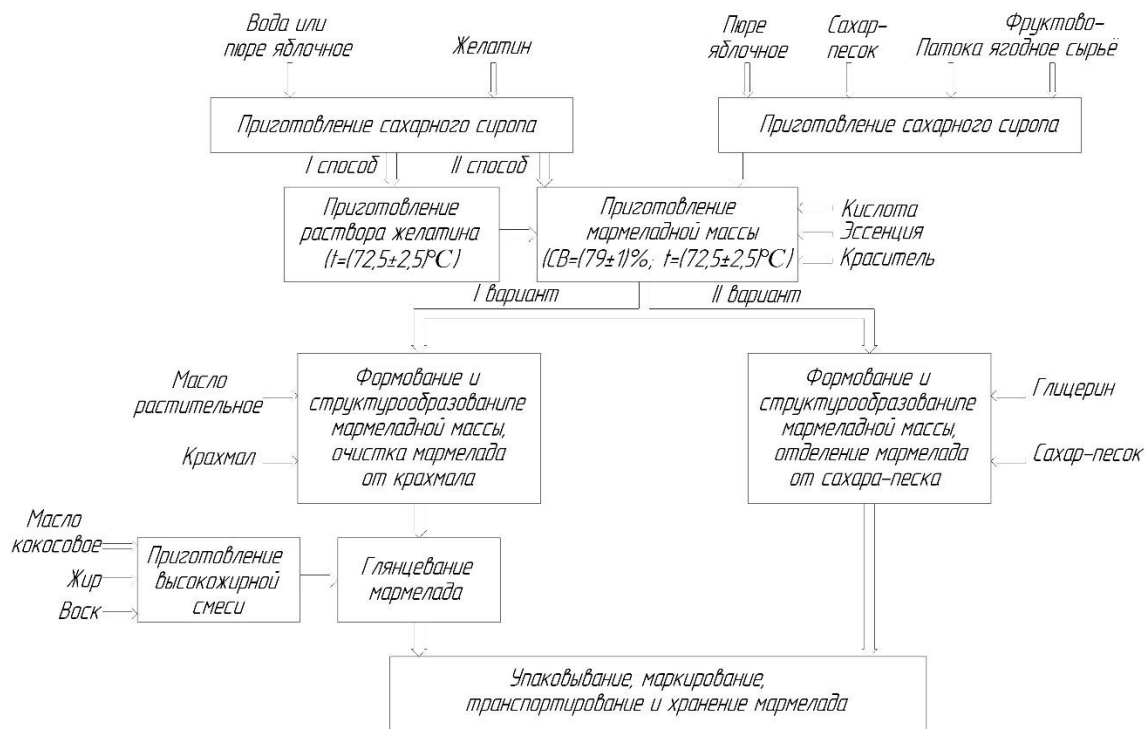 Вода или
пюре яблочное
Желатин
Пюре
яблочное
Сахар-
песок
Патока
Фруктово-
ягодное сырьё
Приготовление сахарного сиропа
Приготовление сахарного сиропа
I способ
II способ
Приготовление
раствора желатина
(t=(72,5±2,5)°С)
Приготовление
мармеладной массы
(СВ=(79±1)%; t=(72,5±2,5)°С)
Кислота
Эссенция
Краситель
I вариант
II вариант
Масло
растительное
Крахмал
Формование и
структурообразованипе
мармеладной массы,
очистка мармелада
от крахмала
Формование и
структурообразованипе
мармеладной массы,
отделение мармелада
от сахара-песка
Глицерин
Сахар-песок
Масло
кокосовое
Жир
Воск
Приготовление
высокожирной
смеси
Глянцевание
мармелада
Упаковывание, маркирование,
транспортирование и хранение мармелада